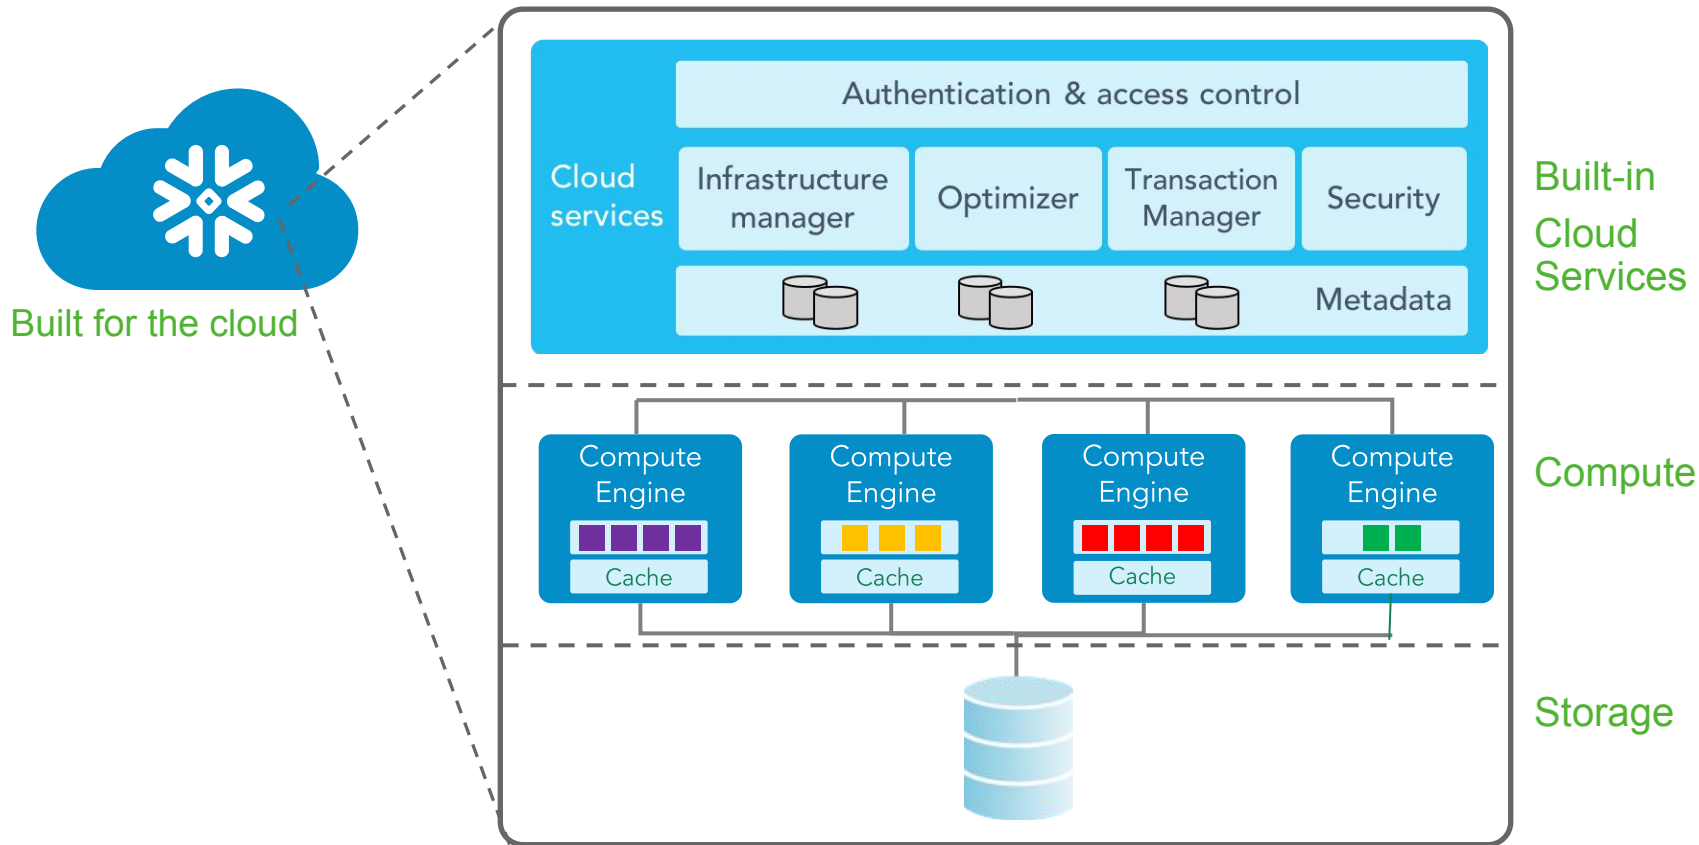 Built for the cloud
Cloud
services
Authentication & access control
Infrastructure
manager
Optimizer
Transaction
Manager
Security
Metadata
Built-in
Cloud
Services
Compute
Engine
Cache
Compute
Engine
Cache
Compute
Engine
Cache
Compute
Engine
Cache
Compute
Storage